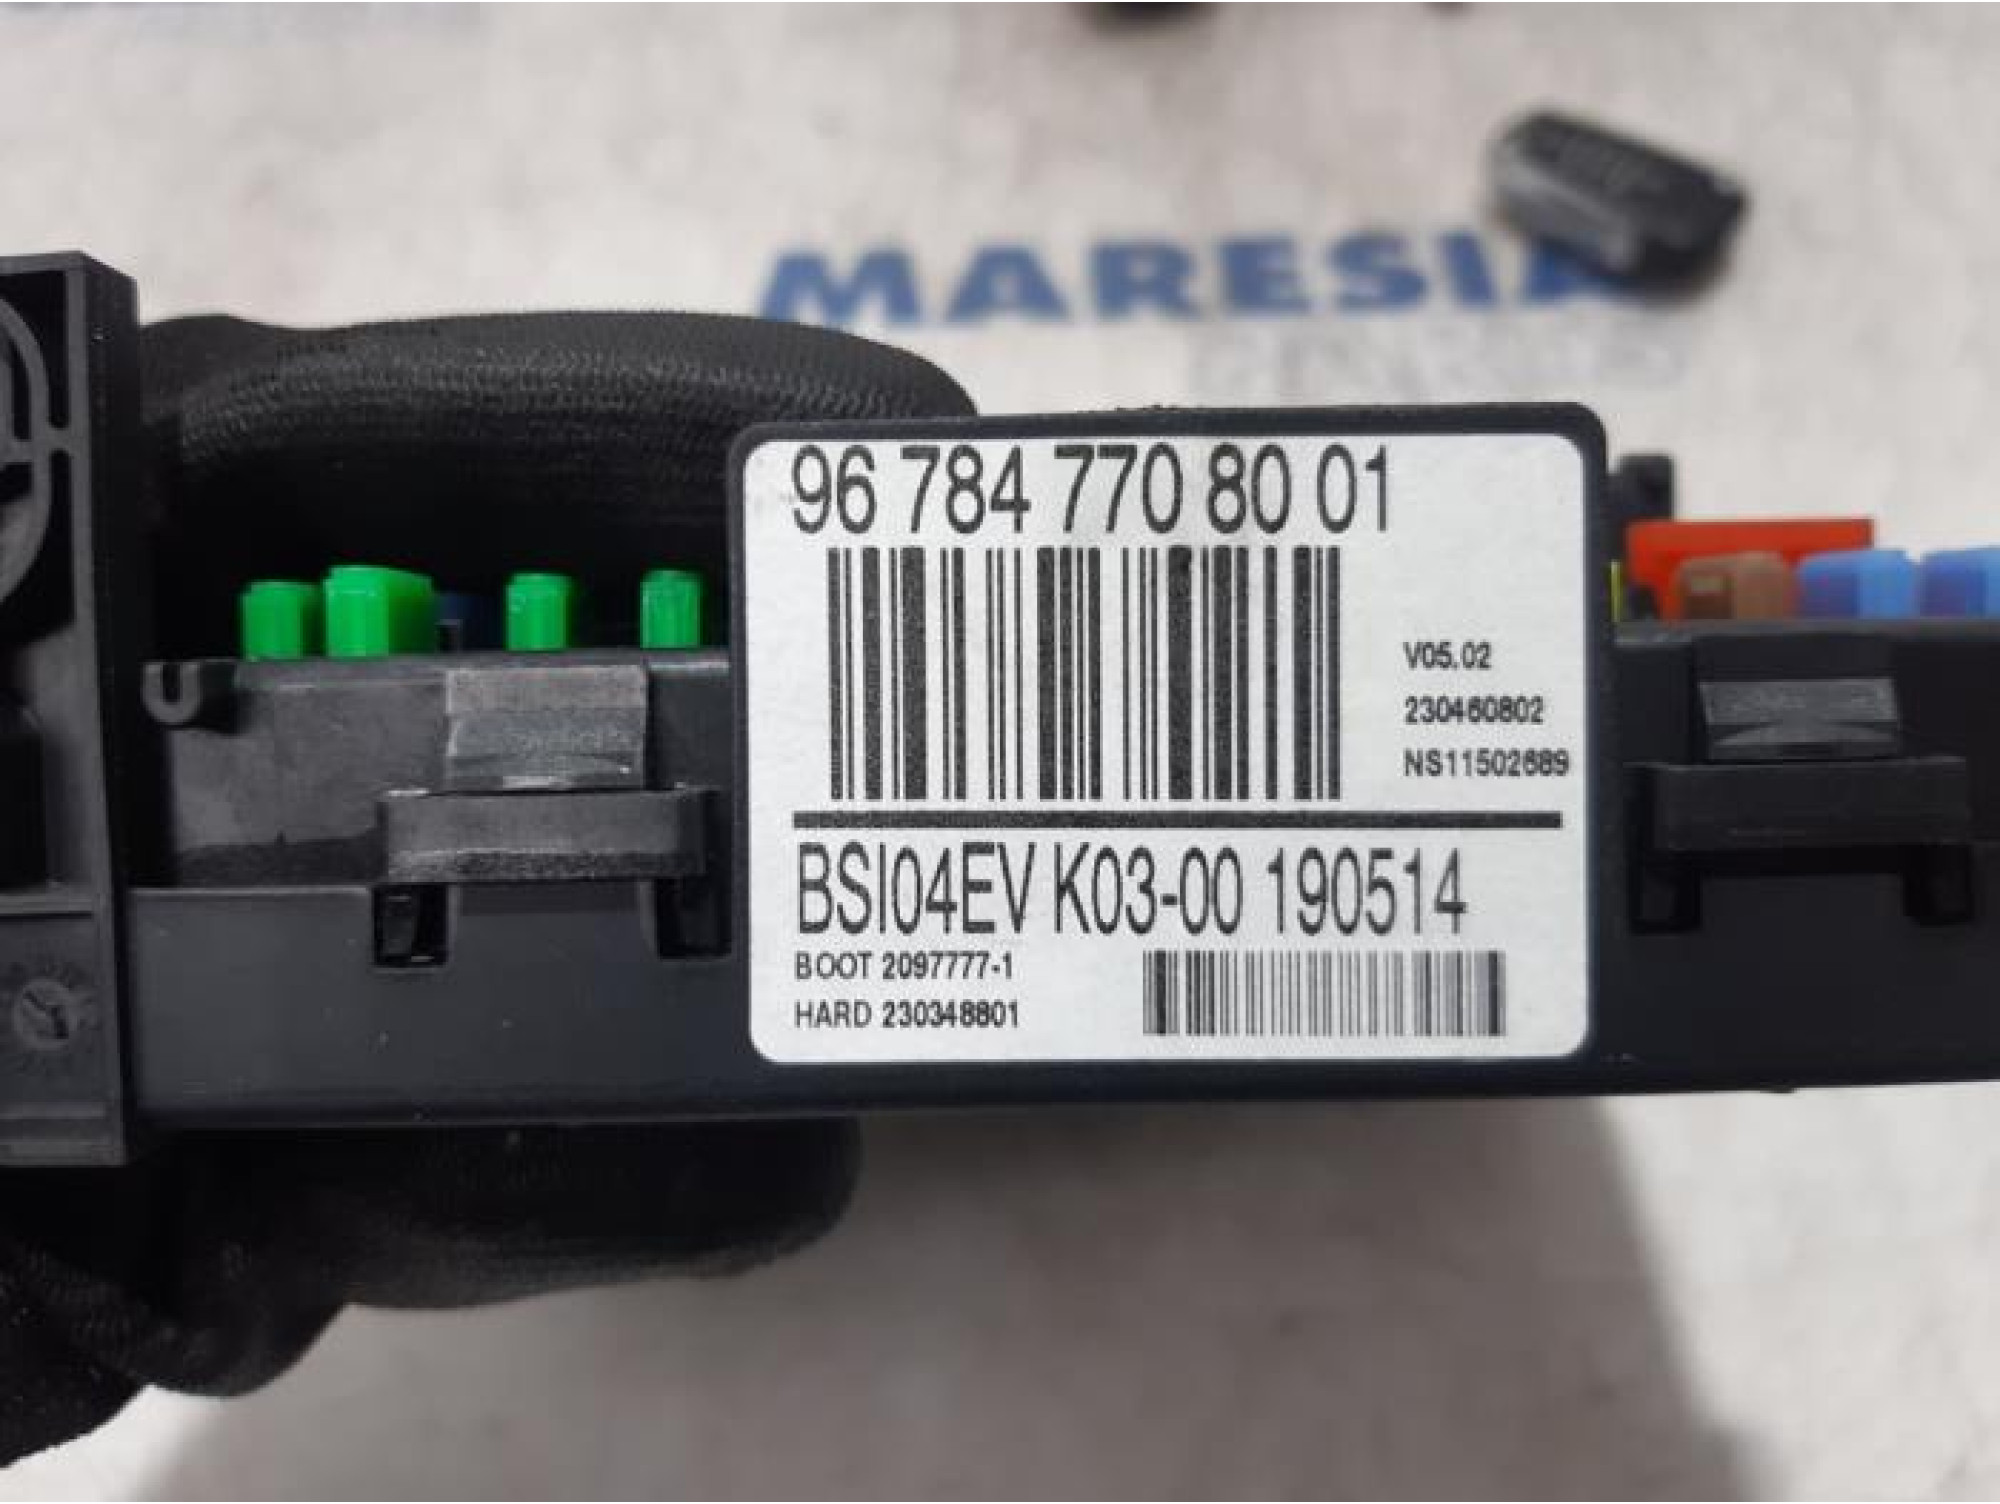 MARESIA
96 784 770 80 01
V05.02
230460802
NS11502689
BSI04EV K03-00 190514
BOOT 2097777-1
HARD 230348801